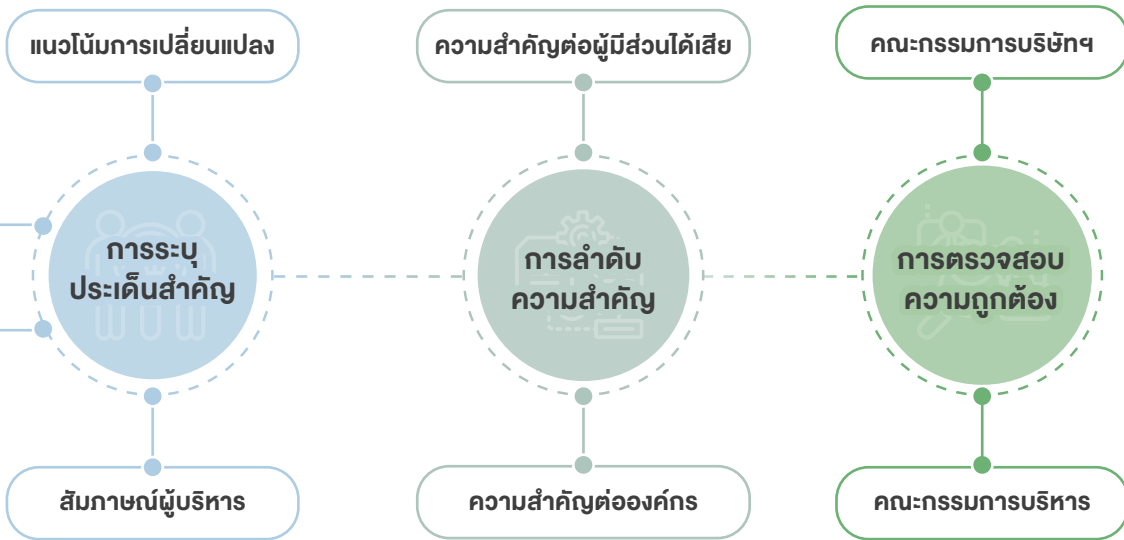 แนวโน้มการเปลี่ยนแปลง
ความสำคัญต่อผู้มีส่วนได้เสีย
คณะกรรมการบริษัทฯ
การระบุ
ประเด็นสำคัญ
การลำดับ
ความสำคัญ
การตรวจสอบ
ความถูกต้อง
สัมภาษณ์ผู้บริหาร
ความสำคัญต่อองค์กร
คณะกรรมการบริหาร